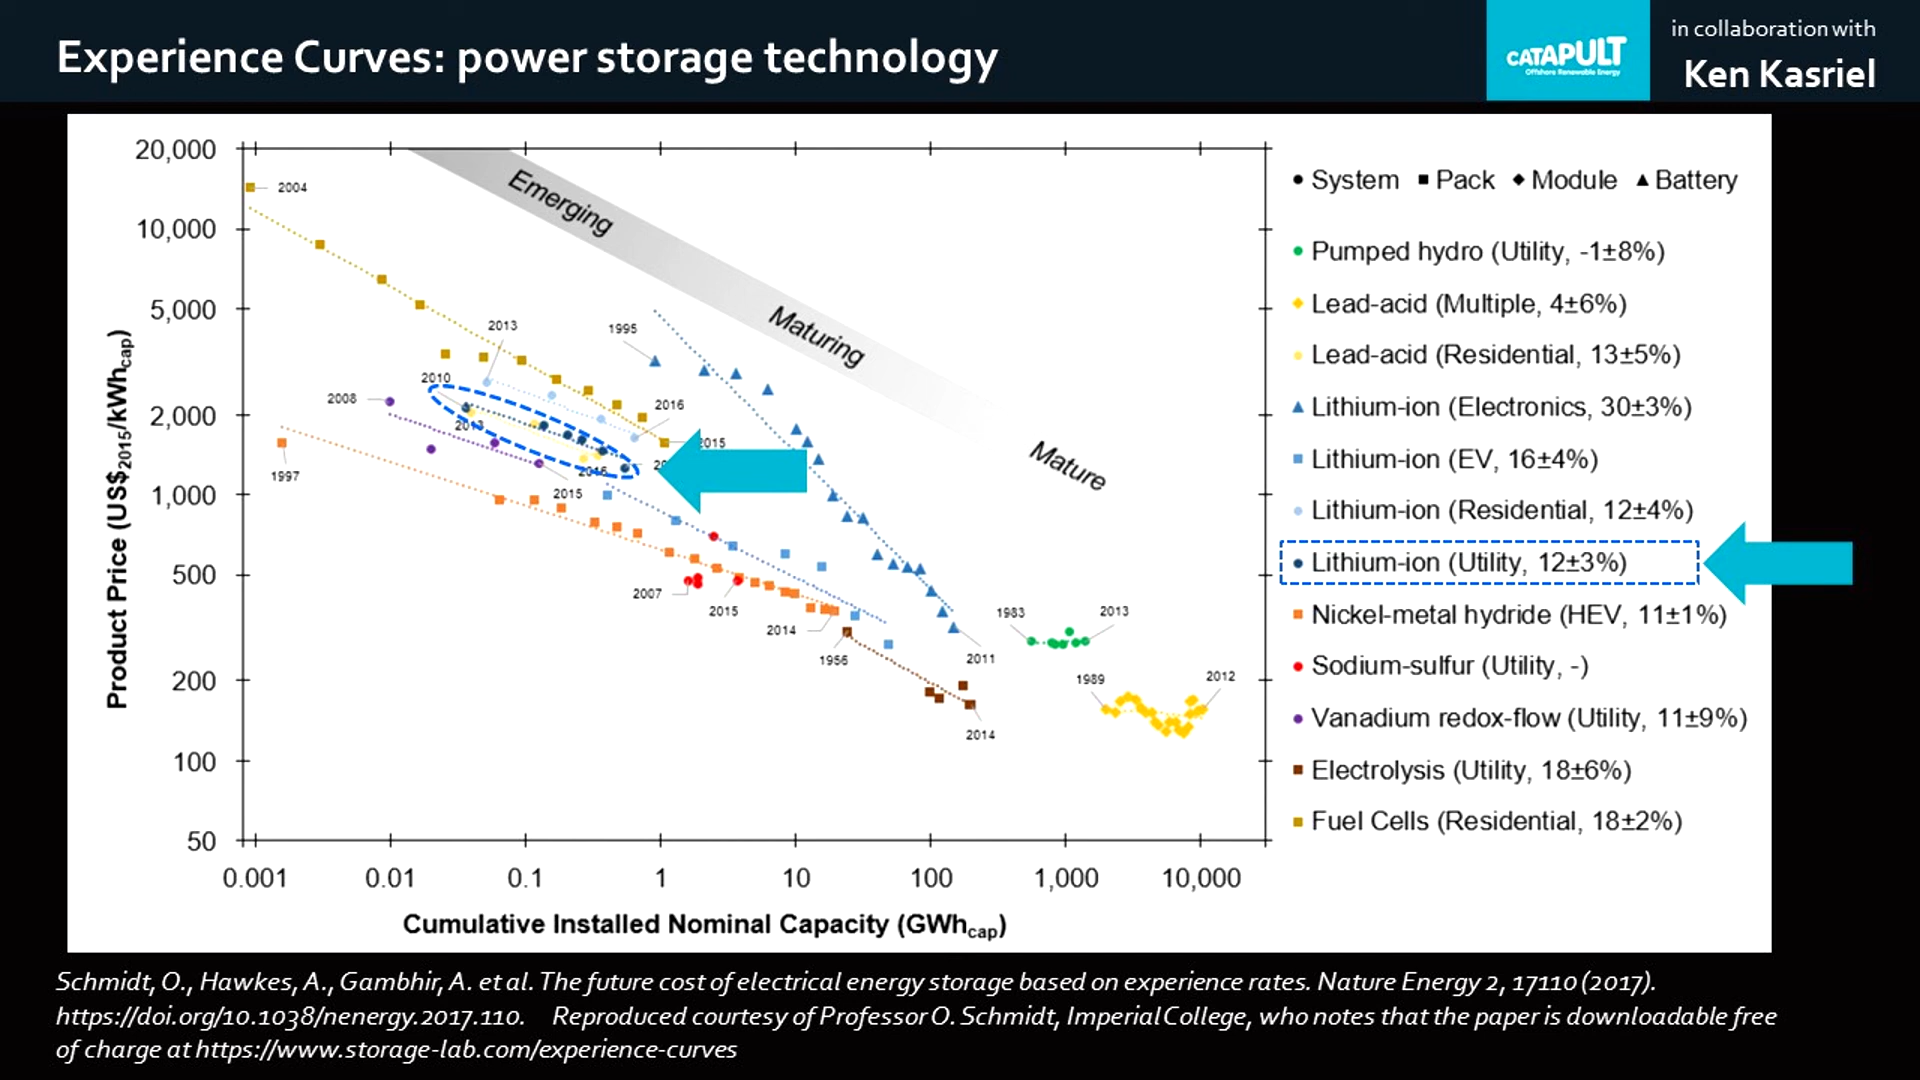 Experience Curves: power storage technology
CATAPULT
Offshore Renewable Energy
in collaboration with
Ken Kasriel
20,000
10,000
5,000
2,000
1,000
500
200
100
50
Product Price (US$2015/kWhcap)
0.001
0.01
0.1
1
10
100
1,000
10,000
Cumulative Installed Nominal Capacity (GWhcap)
Emerging
Maturing
Mature
2004
2013
1995
2010
2008
2016
2013
2015
2016
1997
2015
2007
2015
2014
1956
2011
1983
2013
1989
2012
2014
System Pack Module Battery
Pumped hydro (Utility, -1±8%)
Lead-acid (Multiple, 4±6%)
Lead-acid (Residential, 13±5%)
Lithium-ion (Electronics, 30±3%)
Lithium-ion (EV, 16±4%)
Lithium-ion (Residential, 12±4%)
Lithium-ion (Utility, 12±3%)
Nickel-metal hydride (HEV, 11±1%)
Sodium-sulfur (Utility, -)
Vanadium redox-flow (Utility, 11±9%)
Electrolysis (Utility, 18±6%)
Fuel Cells (Residential, 18±2%)
Schmidt, O., Hawkes, A., Gambhir, A. et al. The future cost of electrical energy storage based on experience rates. Nature Energy 2, 17110 (2017).
https://doi.org/10.1038/nenergy.2017.110. Reproduced courtesy of Professor O. Schmidt, Imperial College, who notes that the paper is downloadable free
of charge at https://www.storage-lab.com/experience-curves